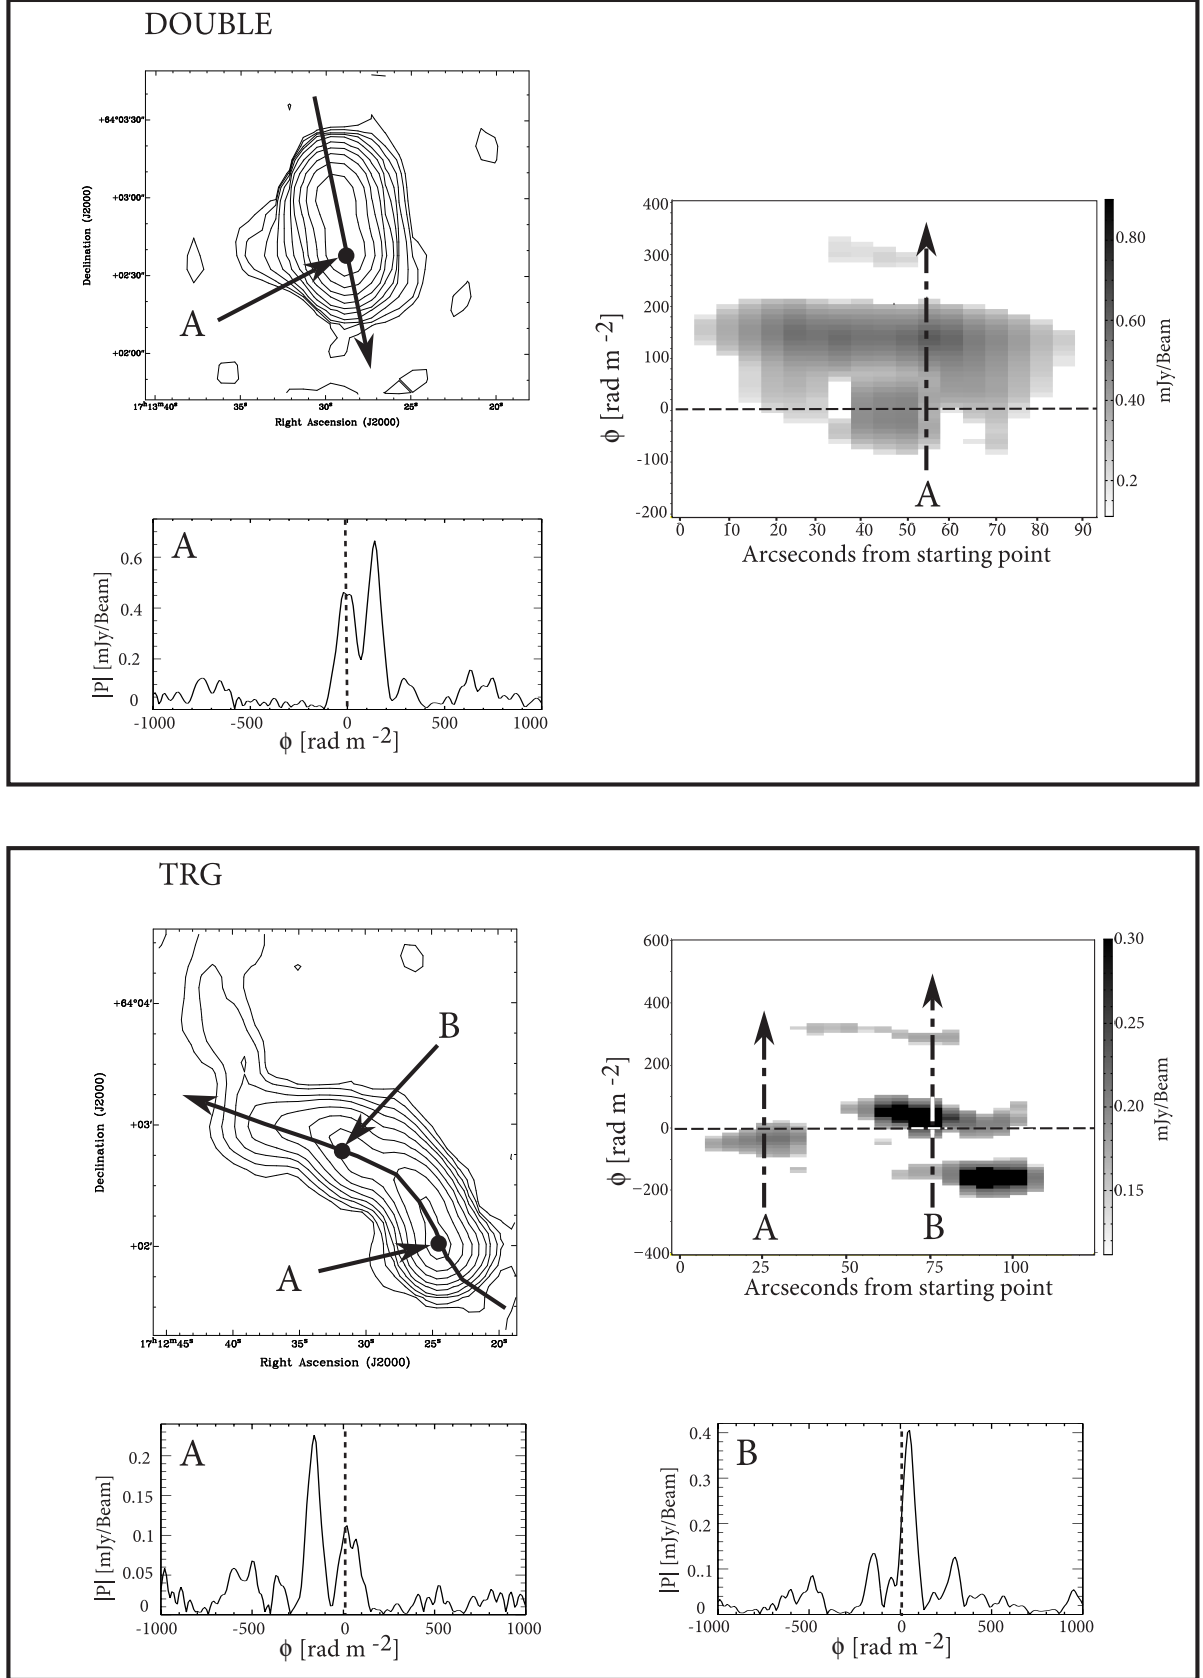 DOUBLE
+64°03'30"
+03'00"
+02'30"
+02'00"
Declination (J2000)
A
17ʰ13ᵐ40ˢ 35ˢ 30ˢ 25ˢ 20ˢ
Right Ascension (J2000)
400
300
200
100
0
-100
-200
ϕ [rad m -2]
A
0 10 20 30 40 50 60 70 80 90
Arcseconds from starting point
0.80
0.60
0.40
0.2
mJy/Beam
A
0.6
0.4
0.2
0
|P| [mJy/Beam]
-1000 -500 0 500 1000
ϕ [rad m -2]
TRG
+64°04'
+03'
+02'
Declination (J2000)
B
A
17ʰ12ᵐ45ˢ 40ˢ 35ˢ 30ˢ 25ˢ 20ˢ
Right Ascension (J2000)
600
400
200
0
−200
−400
ϕ [rad m -2]
A B
0 25 50 75 100
Arcseconds from starting point
0.30
0.25
0.20
0.15
mJy/Beam
A
0.2
0.15
0.1
0.05
0
|P| [mJy/Beam]
-1000 -500 0 500 1000
ϕ [rad m -2]
B
0.4
0.3
0.2
0.1
0
|P| [mJy/Beam]
-1000 -500 0 500 1000
ϕ [rad m -2]